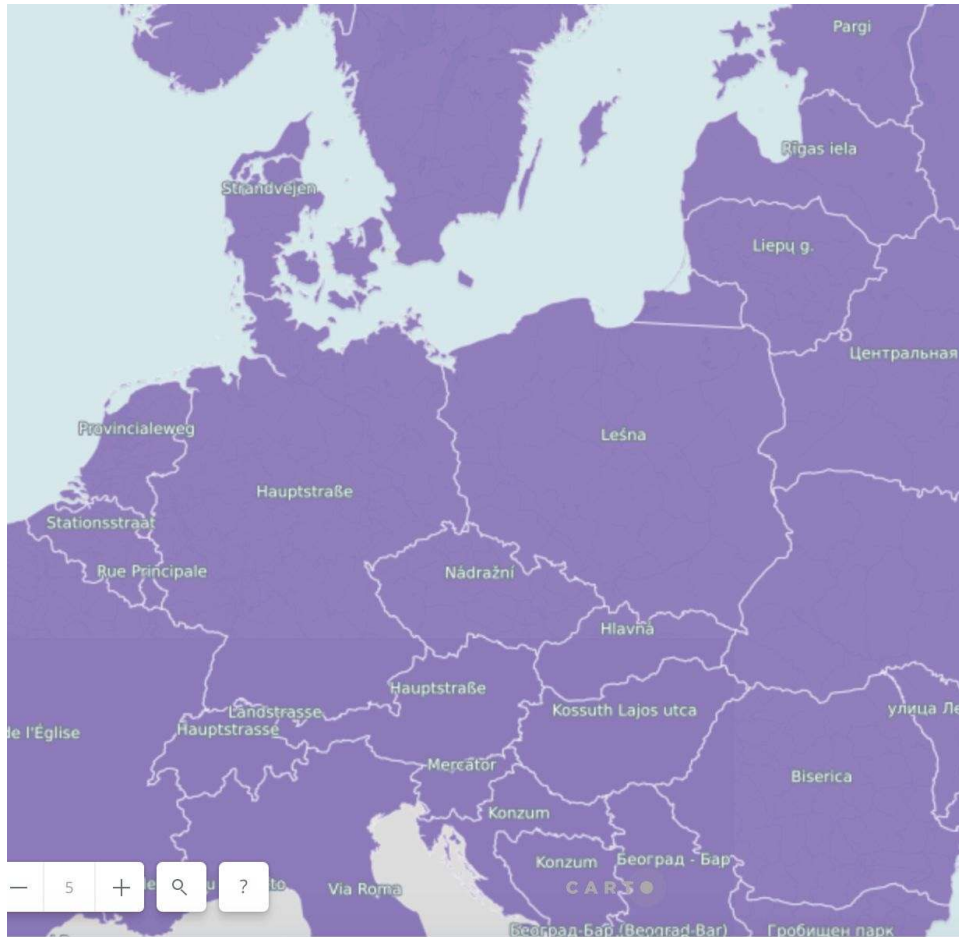 Pargi
Rīgas iela
Strandvejen
Liepų g.
Центральная
Provincialeweg
Leśna
Hauptstraße
Stationsstraat
Rue Principale
Nádražní
Hlavná
Hauptstraße
Landstrasse
Hauptstrasse
Kossuth Lajos utca
улица Ле
de l'Église
Mercator
Biserica
Konzum
Konzum
Београд - Бар
5
?
Via Roma
CARTO
Београд-Бар (Beograd-Bar)
Гробищен парк